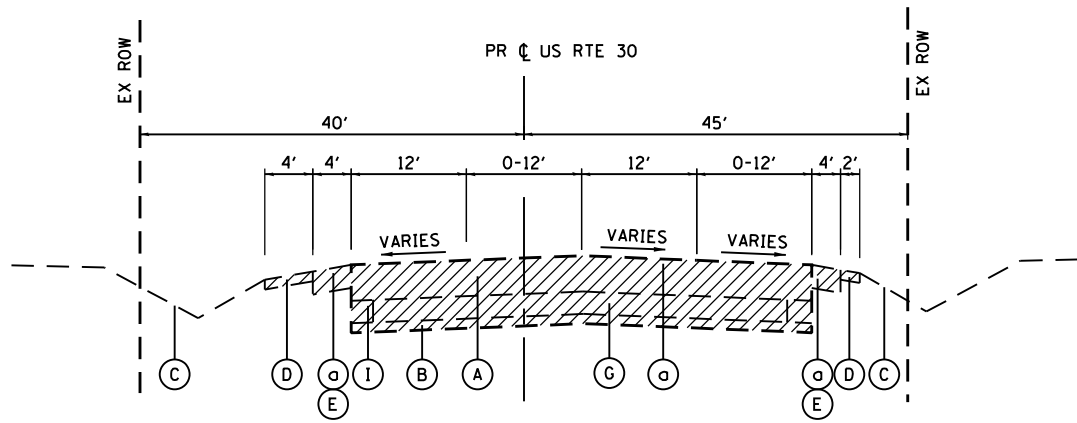 PR ℄ US RTE 30
EX ROW
EX ROW
40'
45'
4'
4'
12'
0-12'
12'
0-12'
4'
2'
VARIES
VARIES
VARIES
C
D
a
I
B
A
G
a
a
D
C
E
E